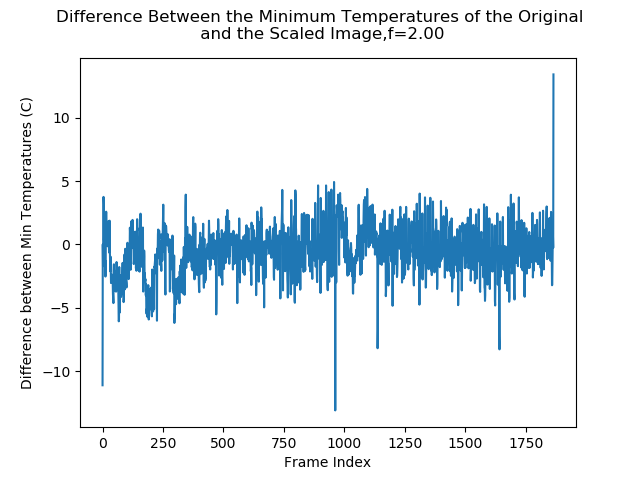 Difference Between the Minimum Temperatures of the Original
and the Scaled Image,f=2.00
Difference between Min Temperatures (C)
10
5
0
−5
−10
0 250 500 750 1000 1250 1500 1750
Frame Index